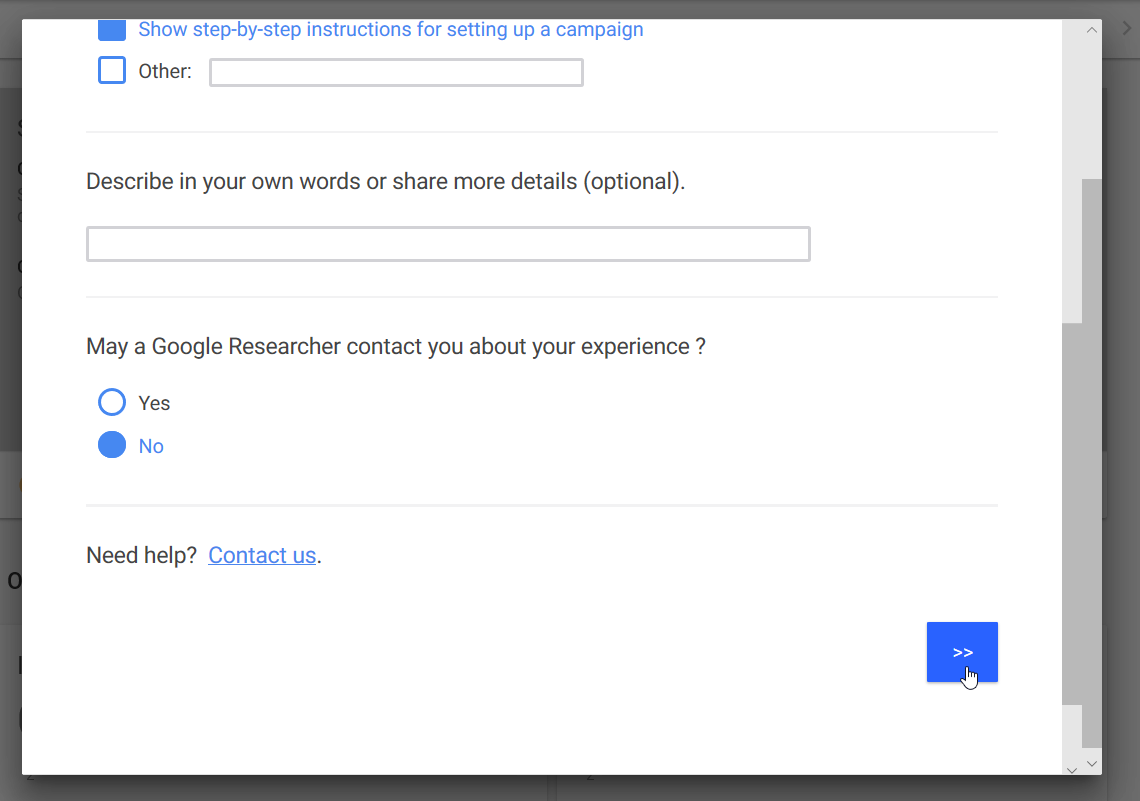 Show step-by-step instructions for setting up a campaign
Other:
Describe in your own words or share more details (optional).
May a Google Researcher contact you about your experience ?
Yes
No
Need help? Contact us.
>>